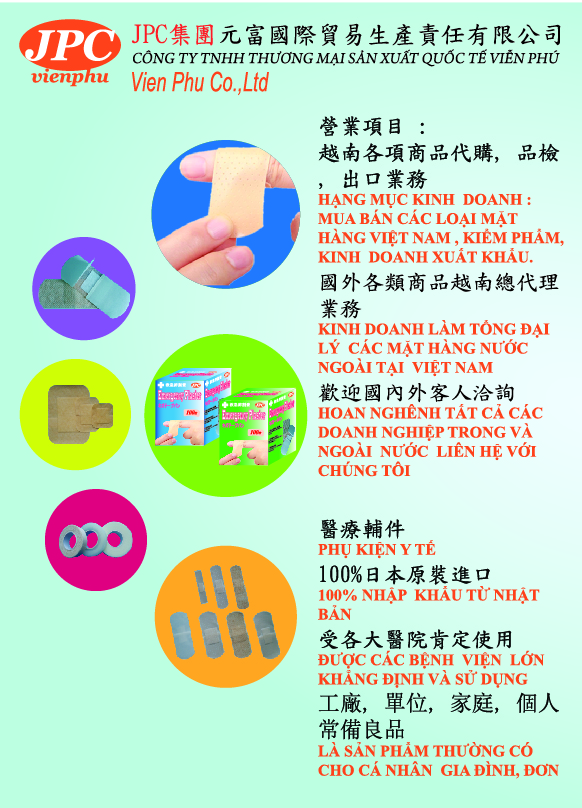 JPC
vienphu
JPC集團元富國際貿易生產責任有限公司
CÔNG TY TNHH THƯƠNG MẠI SẢN XUẤT QUỐC TẾ VIÊN PHÚ
Vien Phu Co.,Ltd
營業項目 :
越南各項商品代購, 品檢
, 出口業務
HẠNG MỤC KINH DOANH :
MUA BÁN CÁC LOẠI MẶT
HÀNG VIỆT NAM , KIỂM PHẨM,
KINH DOANH XUẤT KHẨU.
國外各類商品越南總代理
業務
KINH DOANH LÀM TỔNG ĐẠI
LÝ CÁC MẶT HÀNG NƯỚC
NGOÀI TẠI VIỆT NAM
歡迎國內外客人洽詢
HOAN NGHÊNH TẤT CẢ CÁC
DOANH NGHIỆP TRONG VÀ
NGOÀI NƯỚC LIÊN HỆ VỚI
CHÚNG TÔI
JPC
100's
JPC
100's
醫療輔件
PHỤ KIỆN Y TẾ
100%日本原裝進口
100% NHẬP KHẨU TỪ NHẬT
BẢN
受各大醫院肯定使用
ĐƯỢC CÁC BỆNH VIỆN LỚN
KHẲNG ĐỊNH VÀ SỬ DỤNG
工廠, 單位, 家庭, 個人
常備良品
LÀ SẢN PHẨM THƯỜNG CÓ
CHO CÁ NHÂN GIA ĐÌNH, ĐƠN